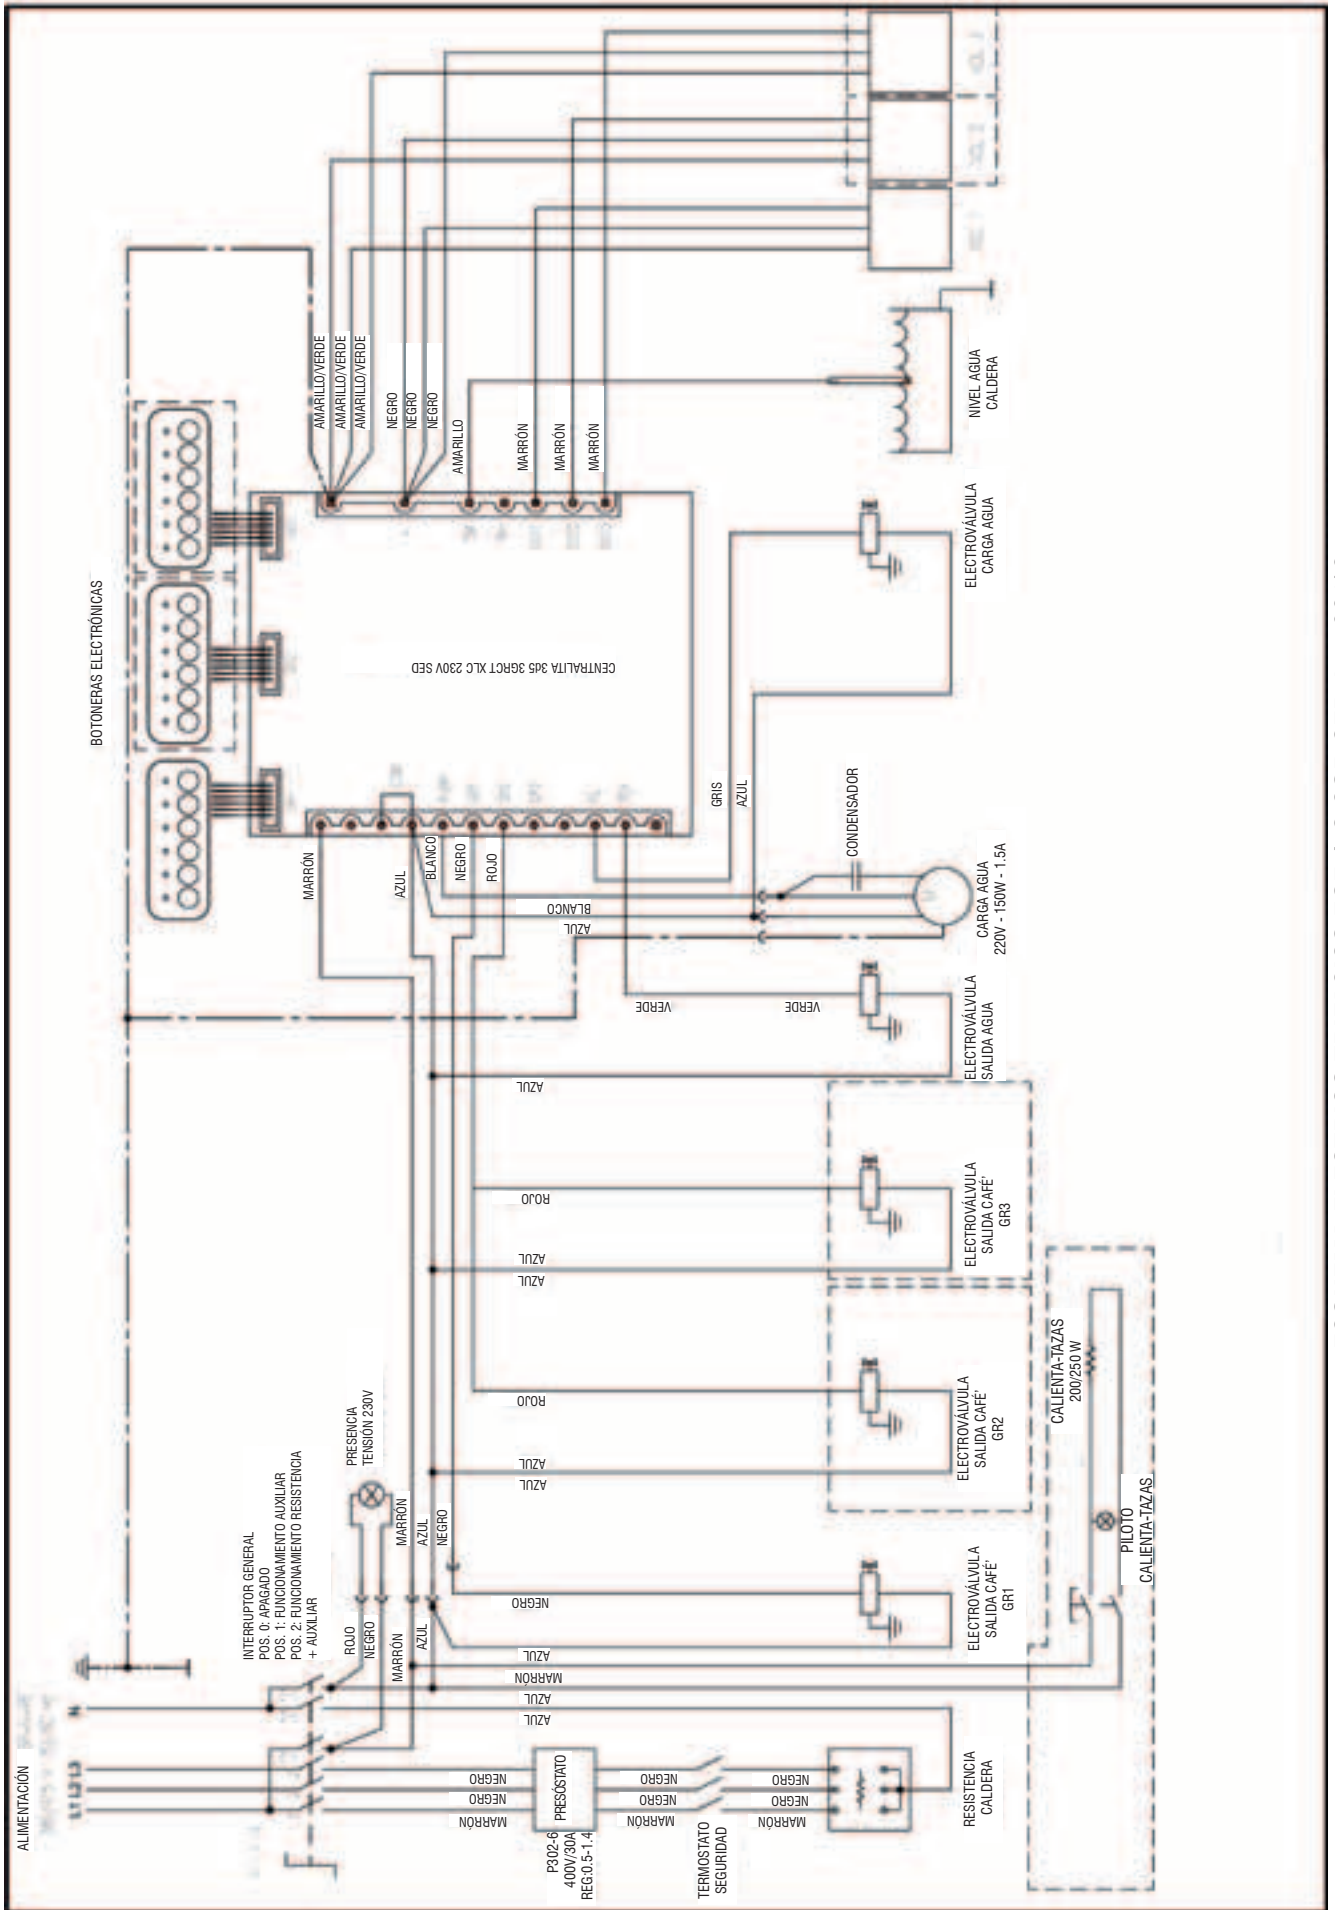 ALIMENTACIÓN
L1 L2 L3
N
INTERRUPTOR GENERAL
POS. 0: APAGADO
POS. 1: FUNCIONAMIENTO AUXILIAR
POS. 2: FUNCIONAMIENTO RESISTENCIA
+ AUXILIAR
PRESENCIA
TENSIÓN 230V
ROJO
NEGRO
MARRÓN
AZUL
MARRÓN
AZUL
NEGRO
BOTONERAS ELECTRÓNICAS
CENTRALITA 3d5 3GRCT XLC 230V SED
MARRÓN
AZUL
BLANCO
NEGRO
ROJO
AMARILLO/VERDE
AMARILLO/VERDE
AMARILLO/VERDE
NEGRO
NEGRO
NEGRO
AMARILLO
MARRÓN
MARRÓN
MARRÓN
GRIS
AZUL
BLANCO
AZUL
CONDENSADOR
VERDE
VERDE
AZUL
ROJO
AZUL
AZUL
ROJO
AZUL
AZUL
NEGRO
AZUL
MARRÓN
AZUL
AZUL
NEGRO
NEGRO
MARRÓN
P302-6
400V/30A
REG:0.5-1.4
PRESÓSTATO
NEGRO
NEGRO
MARRÓN
TERMOSTATO
SEGURIDAD
NEGRO
NEGRO
MARRÓN
RESISTENCIA
CALDERA
ELECTROVÁLVULA
SALIDA CAFÉ'
GR1
ELECTROVÁLVULA
SALIDA CAFÉ'
GR2
ELECTROVÁLVULA
SALIDA CAFÉ'
GR3
ELECTROVÁLVULA
SALIDA AGUA
CARGA AGUA
220V - 150W - 1.5A
ELECTROVÁLVULA
CARGA AGUA
NIVEL AGUA
CALDERA
CALIENTA-TAZAS
200/250 W
PILOTO
CALIENTA-TAZAS